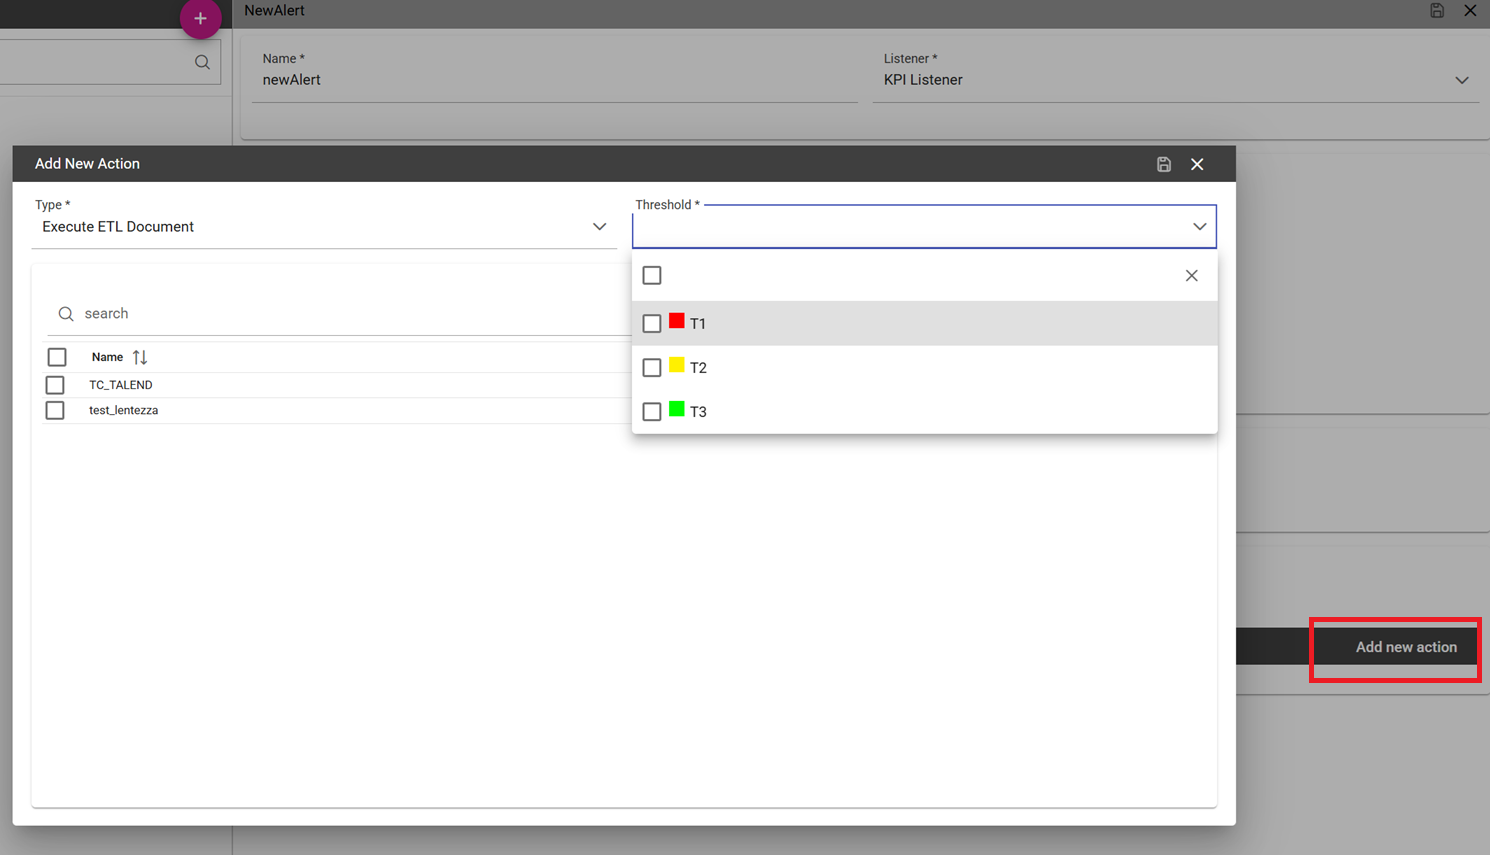 NewAlert
Name *
newAlert
Listener *
KPI Listener
Add New Action
Type *
Execute ETL Document
Threshold *
search
T1
Name
T2
TC_TALEND
test_lentezza
T3
Add new action